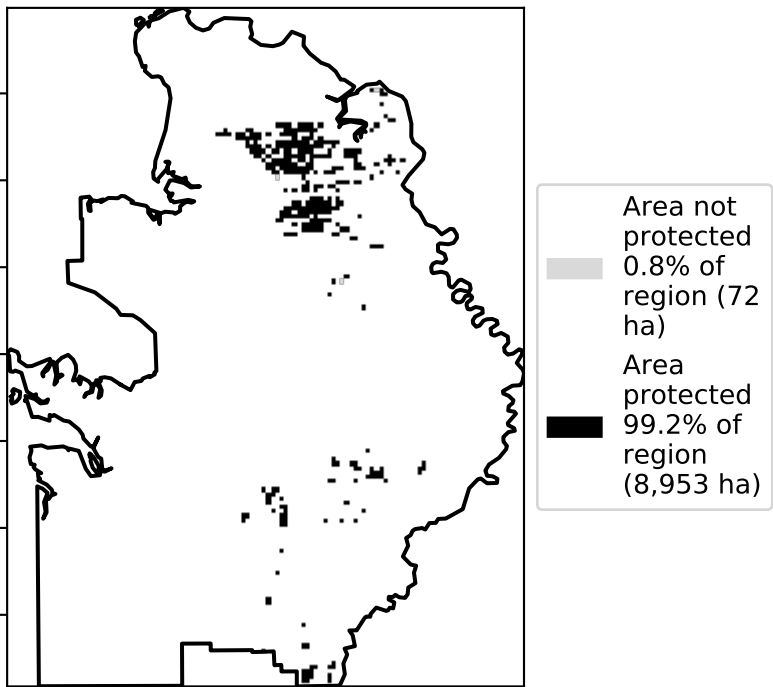 Area not
protected
0.8% of
region (72
ha)
Area
protected
99.2% of
region
(8,953 ha)